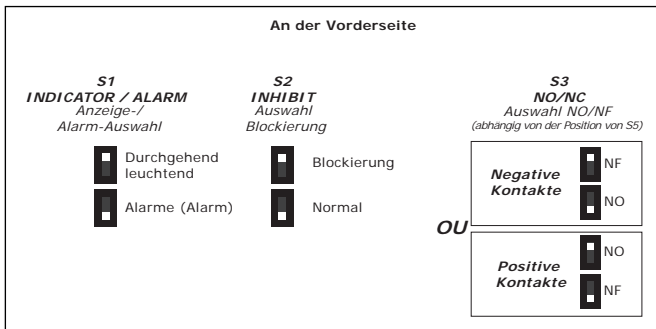 An der Vorderseite
S1
INDICATOR / ALARM
Anzeige-/
Alarm-Auswahl
Durchgehend
leuchtend
Alarme (Alarm)
S2
INHIBIT
Auswahl
Blockierung
Blockierung
Normal
S3
NO/NC
Auswahl NO/NF
(abhängig von der Position von S5)
Negative
Kontakte
NF
NO
OU
Positive
Kontakte
NO
NF